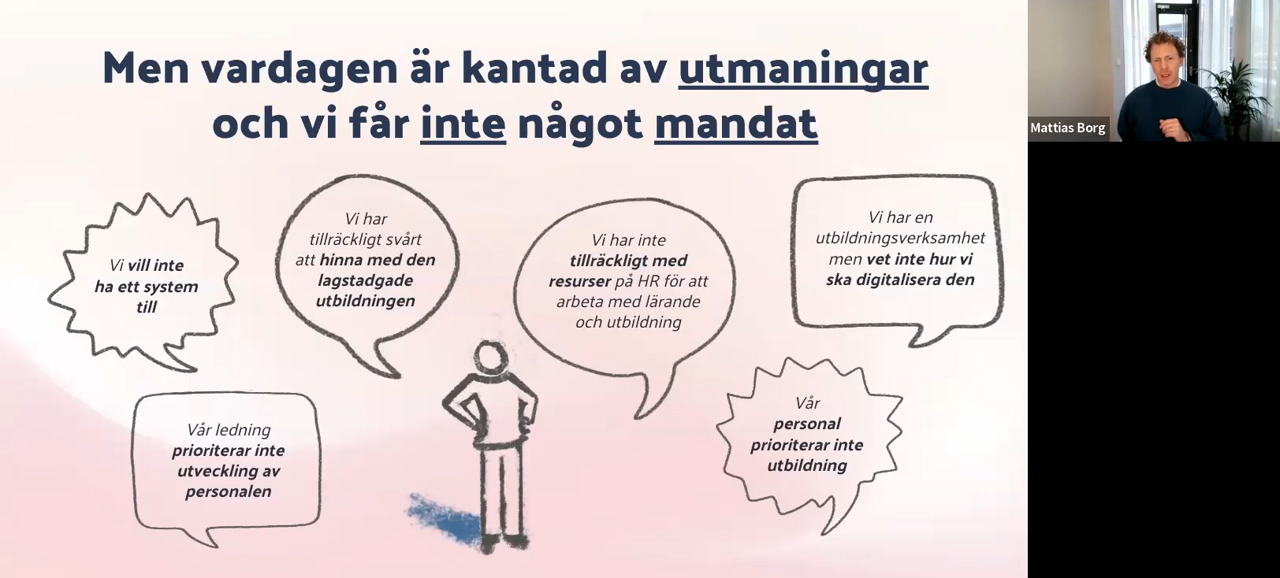 Men vardagen är kantad av utmaningar
och vi får inte något mandat
Vi vill inte
ha ett system
till
Vi har
tillräckligt svårt
att hinna med den
lagstadgade
utbildningen
Vi har inte
tillräckligt med
resurser på HR för att
arbeta med lärande
och utbildning
Vi har en
utbildningsverksamhet
men vet inte hur vi
ska digitalisera den
Vår ledning
prioriterar inte
utveckling av
personalen
Vår
personal
prioriterar inte
utbildning
Mattias Borg